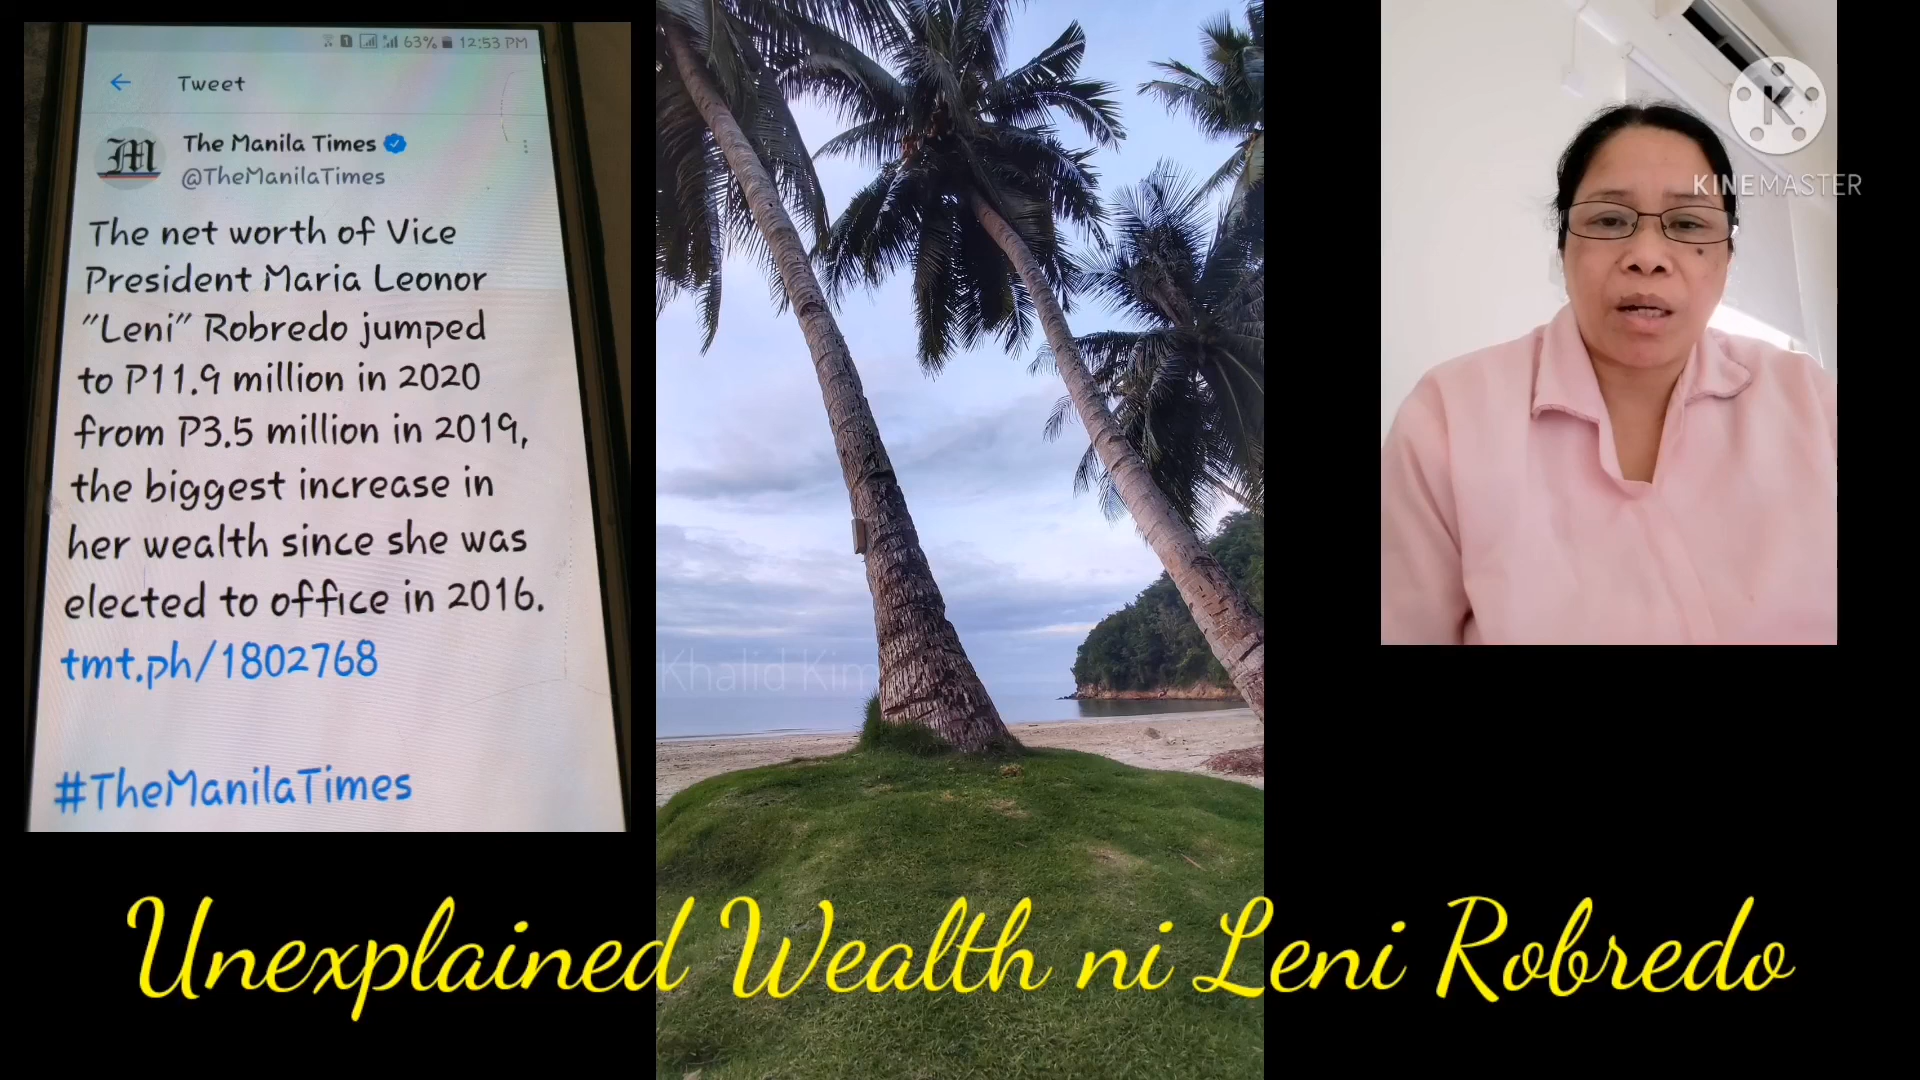 63% 12:53 PM
Tweet
The Manila Times
@TheManilaTimes
The net worth of Vice
President Maria Leonor
"Leni" Robredo jumped
to P11.9 million in 2020
from P3.5 million in 2019,
the biggest increase in
her wealth since she was
elected to office in 2016.
tmt.ph/1802768
#TheManilaTimes
Khalid Kim
K
KINEMASTER
Unexplained Wealth ni Leni Robredo